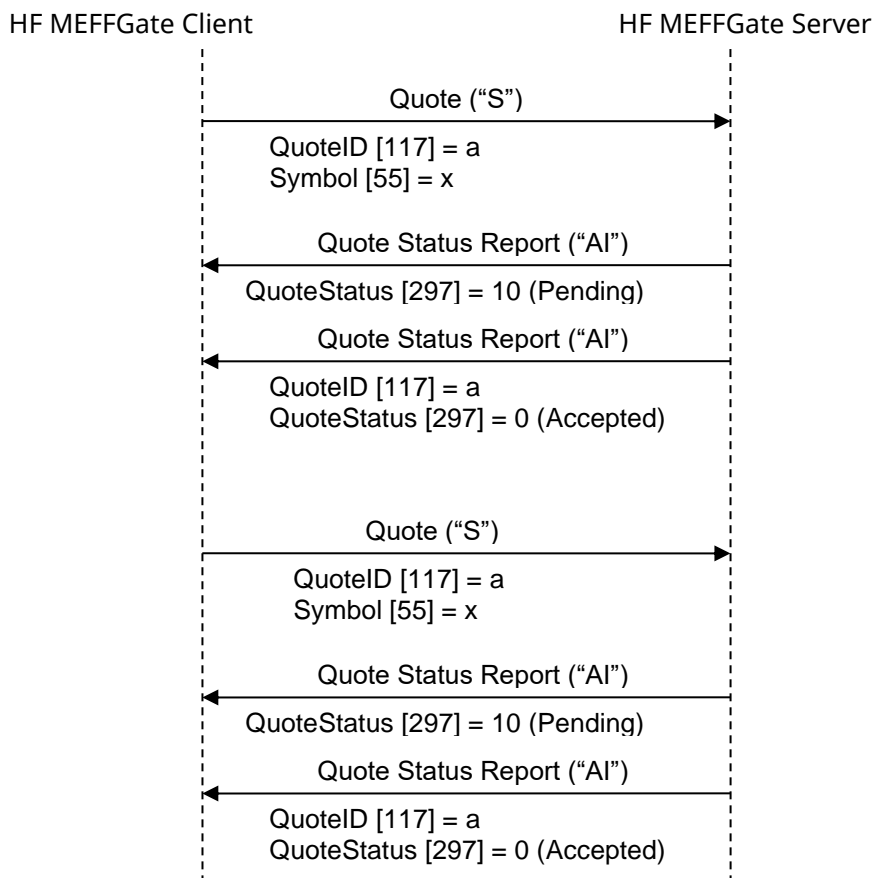 HF MEFFGate Client
HF MEFFGate Server
Quote (“S”)
QuoteID [117] = a
Symbol [55] = x
Quote Status Report (“AI”)
QuoteStatus [297] = 10 (Pending)
Quote Status Report (“AI”)
QuoteID [117] = a
QuoteStatus [297] = 0 (Accepted)
Quote (“S”)
QuoteID [117] = a
Symbol [55] = x
Quote Status Report (“AI”)
QuoteStatus [297] = 10 (Pending)
Quote Status Report (“AI”)
QuoteID [117] = a
QuoteStatus [297] = 0 (Accepted)